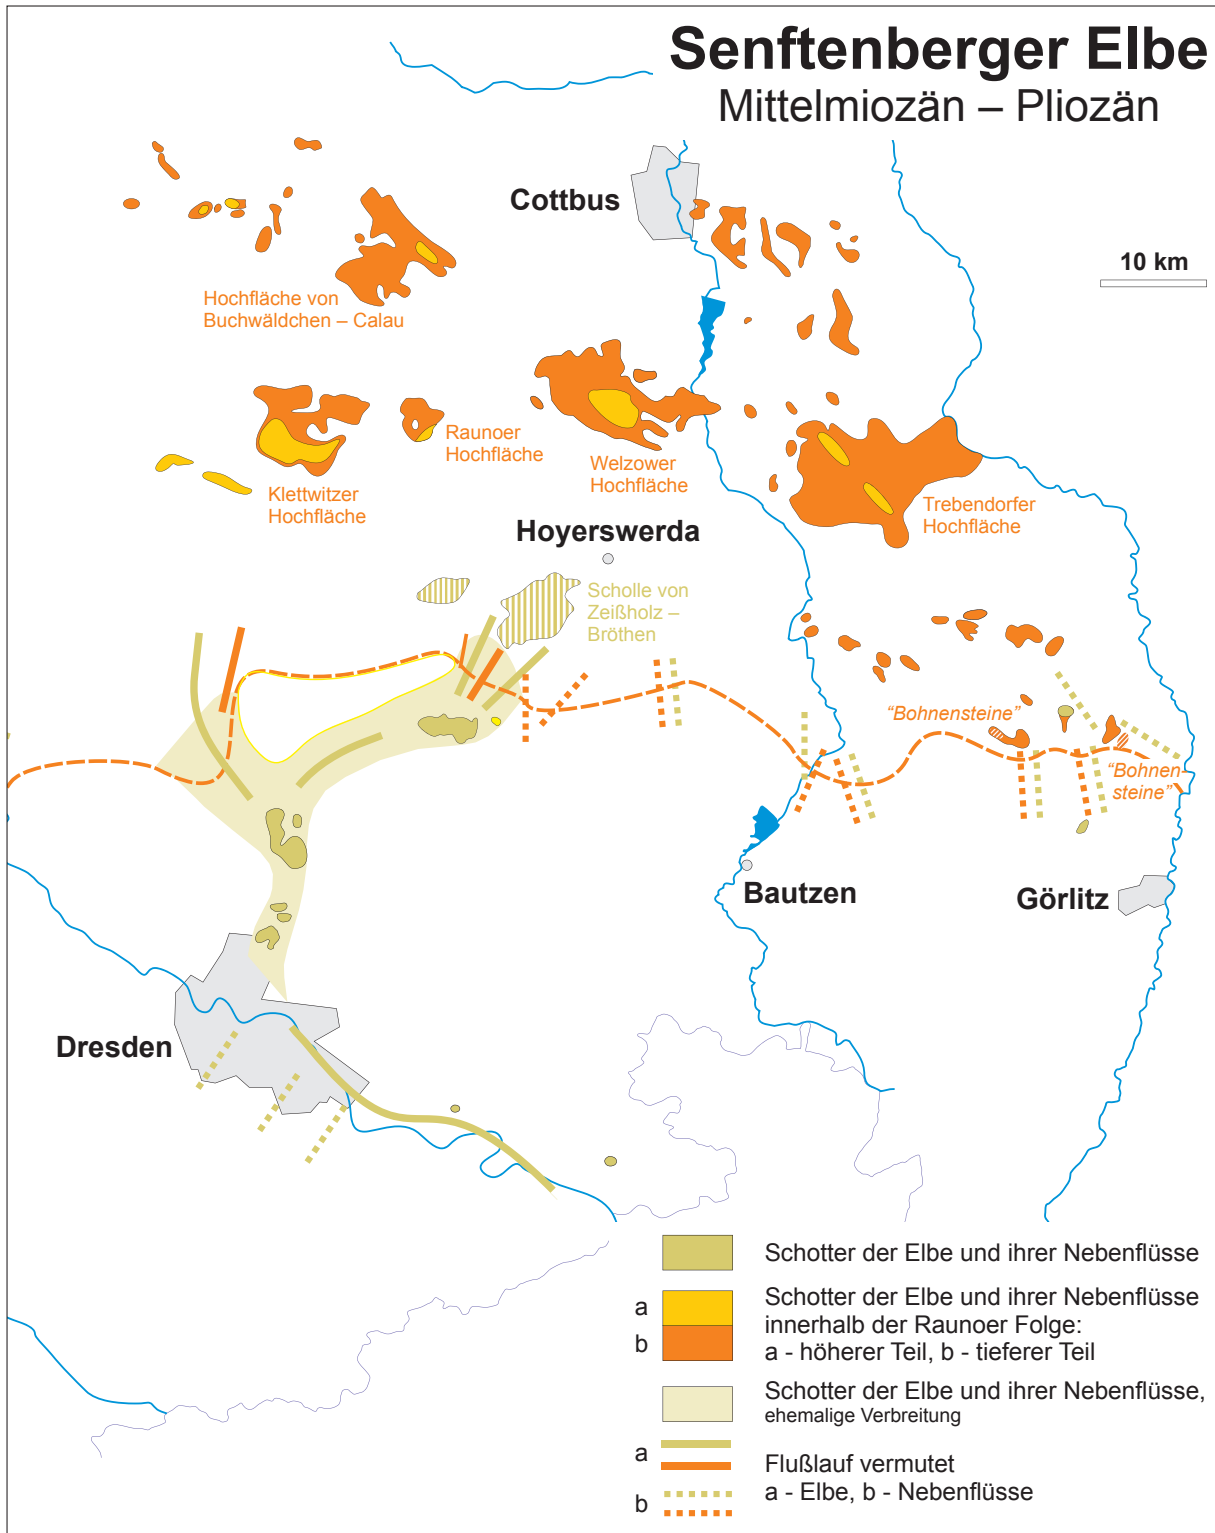 Senftenberger Elbe
Mittelmiozän – Pliozän
Cottbus
10 km
Hochfläche von
Buchwäldchen – Calau
Raunoer
Hochfläche
Welzower
Hochfläche
Klettwitzer
Hochfläche
Trebendorfer
Hochfläche
Hoyerswerda
Scholle von
Zeißholz –
Bröthen
"Bohnensteine"
"Bohnen-
steine"
Bautzen
Görlitz
Dresden
Schotter der Elbe und ihrer Nebenflüsse
a
b
Schotter der Elbe und ihrer Nebenflüsse
innerhalb der Raunoer Folge:
a - höherer Teil, b - tieferer Teil
Schotter der Elbe und ihrer Nebenflüsse,
ehemalige Verbreitung
a
b
Flußlauf vermutet
a - Elbe, b - Nebenflüsse